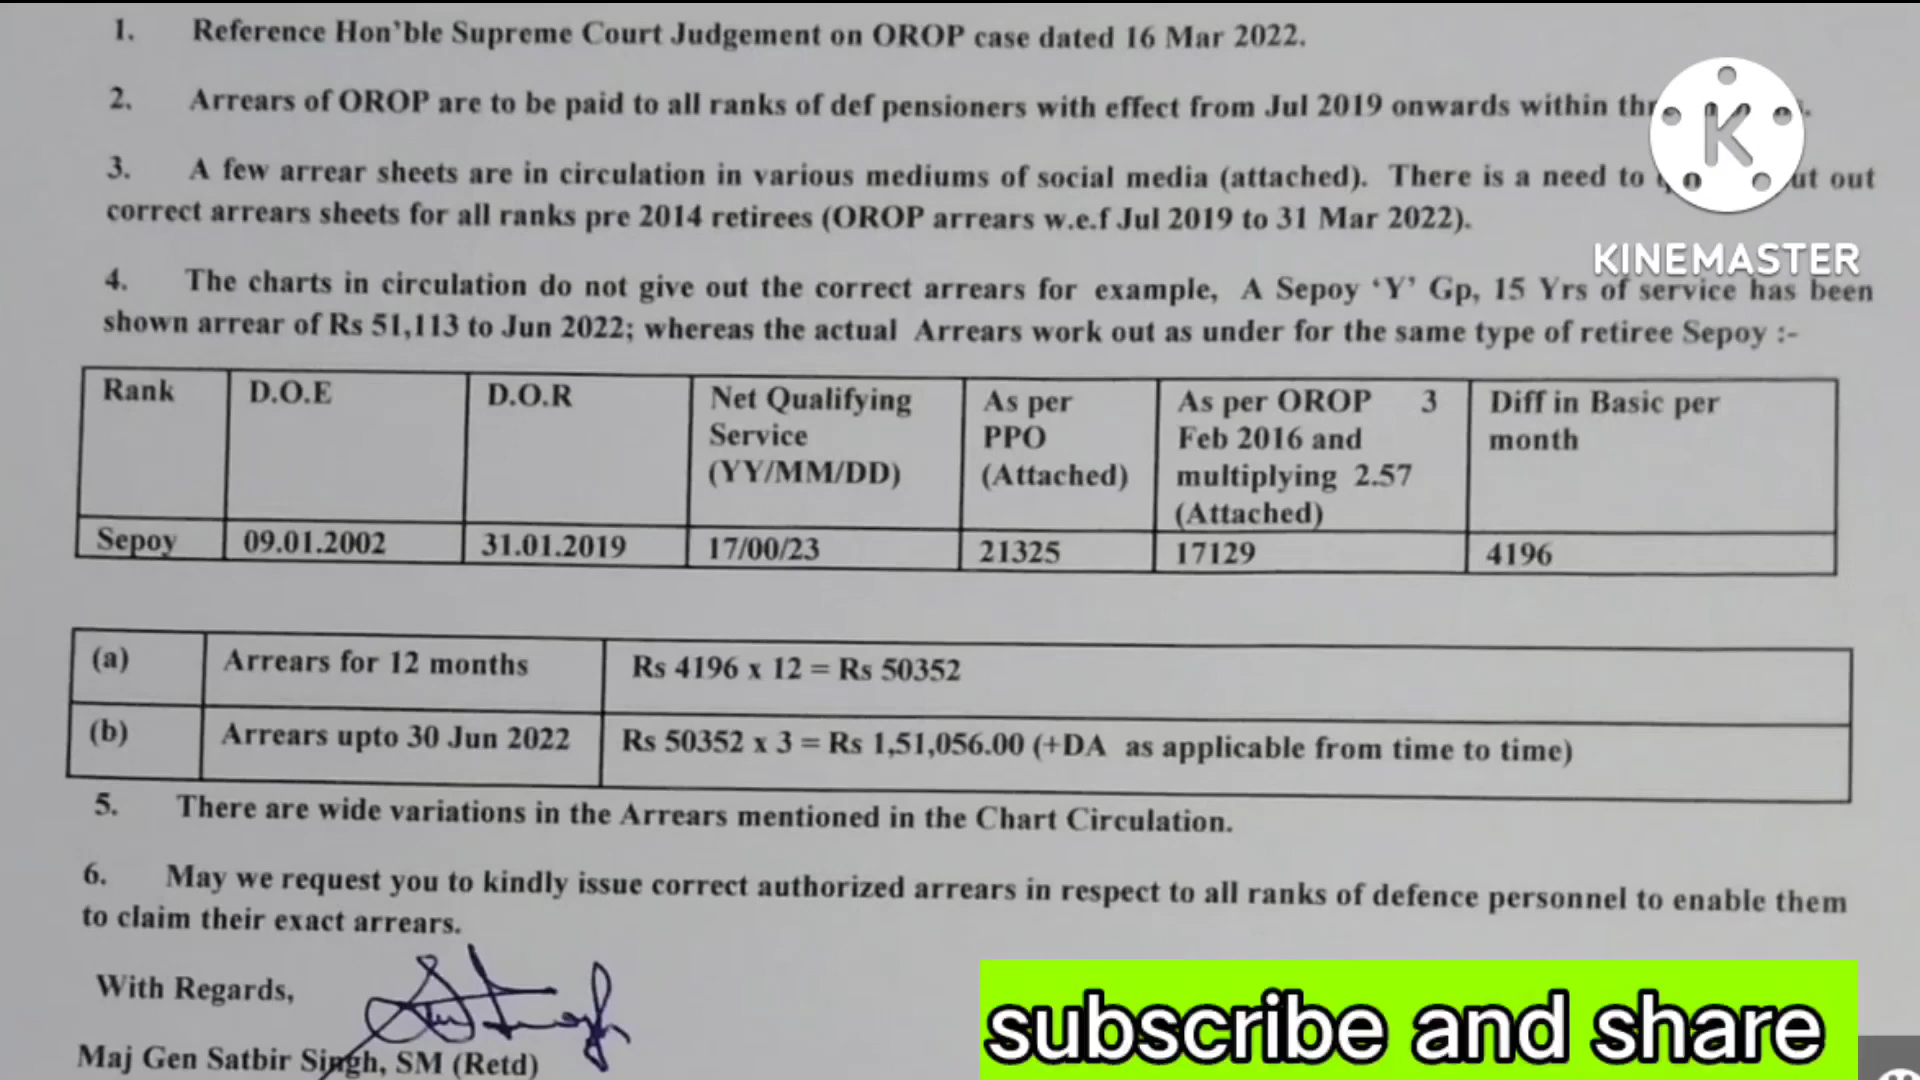 1. Reference Hon'ble Supreme Court Judgement on OROP case dated 16 Mar 2022.
2. Arrears of OROP are to be paid to all ranks of def pensioners with effect from Jul 2019 onwards within
3. A few arrear sheets are in circulation in various mediums of social media (attached). There is a need to out
correct arrears sheets for all ranks pre 2014 retirees (OROP arrears w.e.f Jul 2019 to 31 Mar 2022).
K
KINEMASTER
4. The charts in circulation do not give out the correct arrears for example, A Sepoy 'Y' Gp, 15 Yrs of service has been
shown arrear of Rs 51,113 to Jun 2022; whereas the actual Arrears work out as under for the same type of retiree Sepoy :-
Rank D.O.E D.O.R Net Qualifying As per As per OROP 3 Diff in Basic per
Service PPO Feb 2016 and month
(YY/MM/DD) (Attached) multiplying 2.57
(Attached)
Sepoy 09.01.2002 31.01.2019 17/00/23 21325 17129 4196
(a) Arrears for 12 months Rs 4196 x 12 = Rs 50352
(b) Arrears upto 30 Jun 2022 Rs 50352 x 3 = Rs 1,51,056.00 (+DA as applicable from time to time)
5. There are wide variations in the Arrears mentioned in the Chart Circulation.
6. May we request you to kindly issue correct authorized arrears in respect to all ranks of defence personnel to enable them
to claim their exact arrears.
With Regards,
Maj Gen Satbir Singh, SM (Retd)
subscribe and share